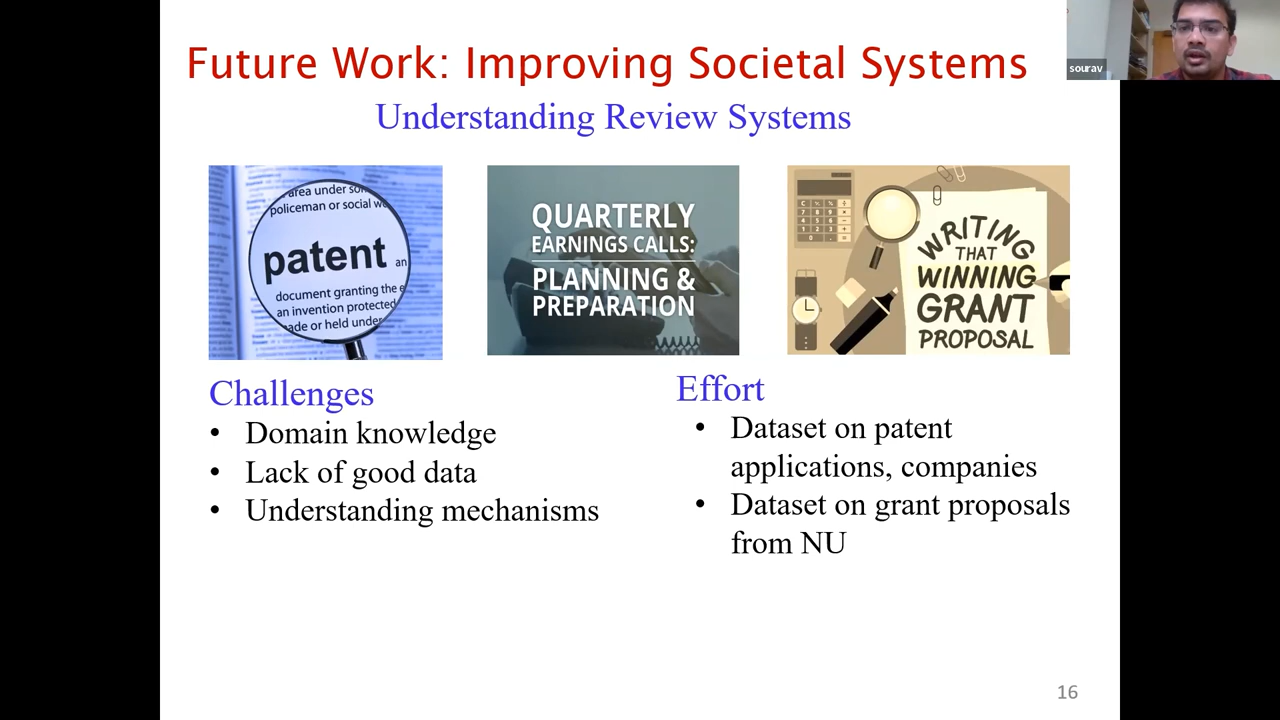 Future Work: Improving Societal Systems
sourav
Understanding Review Systems
area under
policeman or social
patent an
document granting the
an invention protected
or held under
QUARTERLY
EARNINGS CALLS:
PLANNING &
PREPARATION
WRITING
THAT
WINNING
GRANT
PROPOSAL
Challenges
• Domain knowledge
• Lack of good data
• Understanding mechanisms
Effort
• Dataset on patent
applications, companies
• Dataset on grant proposals
from NU
16